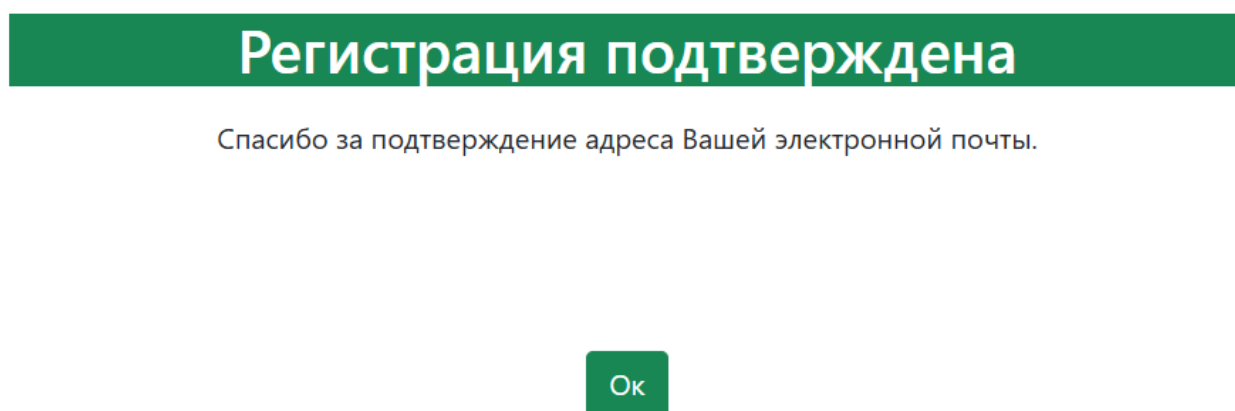 Регистрация подтверждена
Спасибо за подтверждение адреса Вашей электронной почты.
Ок